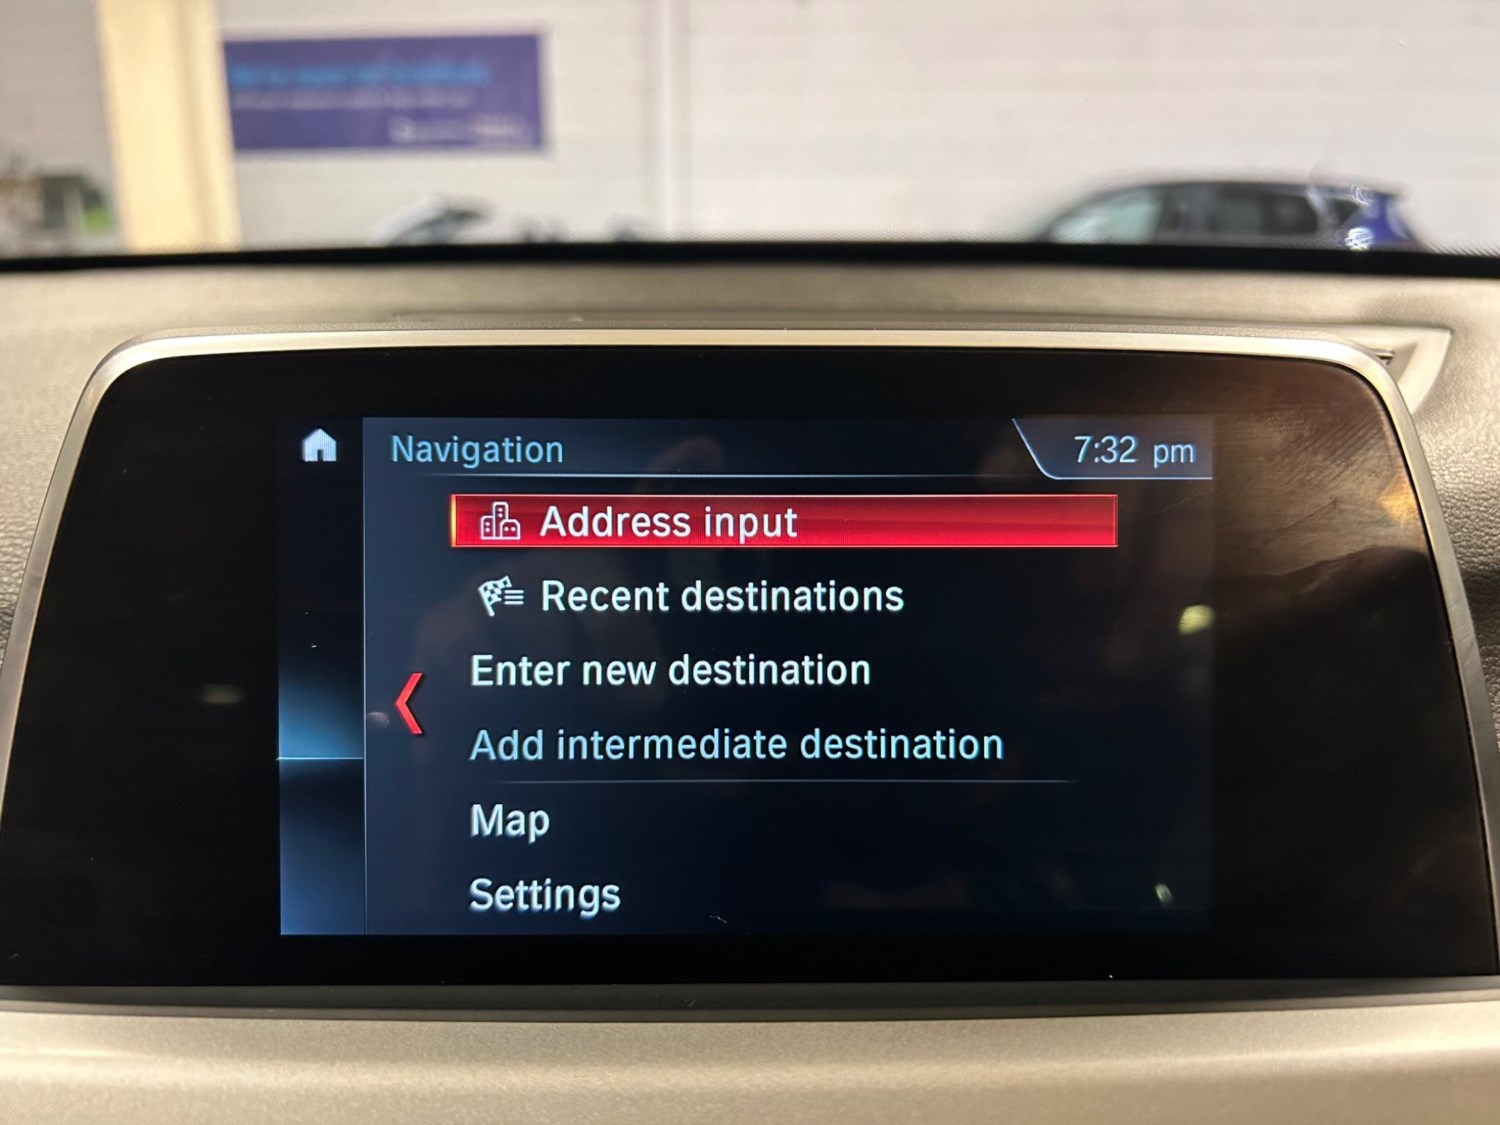 Navigation
7:32 pm
Address input
Recent destinations
Enter new destination
Add intermediate destination
Map
Settings